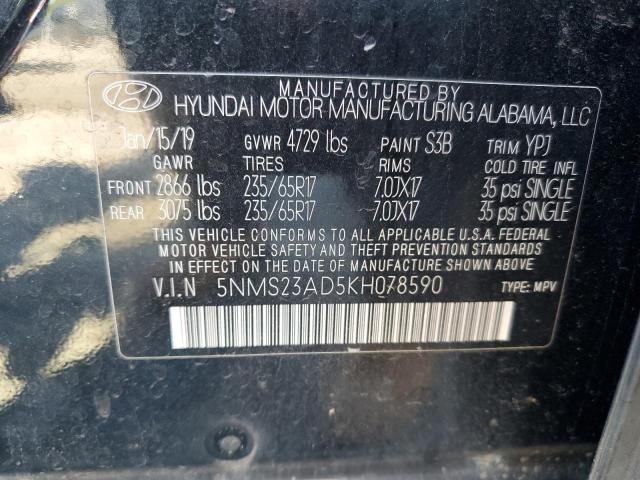 MANUFACTURED BY
HYUNDAI MOTOR MANUFACTURING ALABAMA, LLC
Jan/15/19 GVWR 4729 lbs PAINT S3B TRIM YPJ
GAWR TIRES RIMS COLD TIRE INFL
FRONT 2866 lbs 235/65R17 7.0JX17 35 psi SINGLE
REAR 3075 lbs 235/65R17 7.0JX17 35 psi SINGLE
THIS VEHICLE CONFORMS TO ALL APPLICABLE U.S.A. FEDERAL
MOTOR VEHICLE SAFETY AND THEFT PREVENTION STANDARDS
IN EFFECT ON THE DATE OF MANUFACTURE SHOWN ABOVE.
V.I.N 5NMS23AD5KH078590 TYPE: MPV